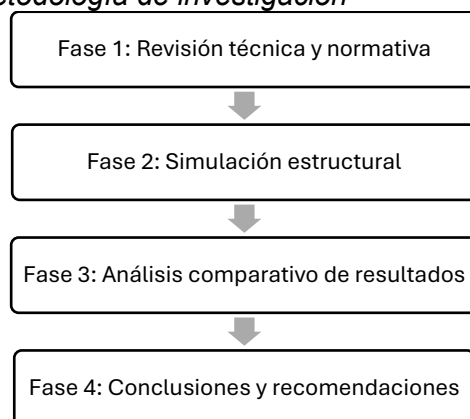 etodología de investigación
Fase 1: Revisión técnica y normativa
Fase 2: Simulación estructural
Fase 3: Análisis comparativo de resultados
Fase 4: Conclusiones y recomendaciones